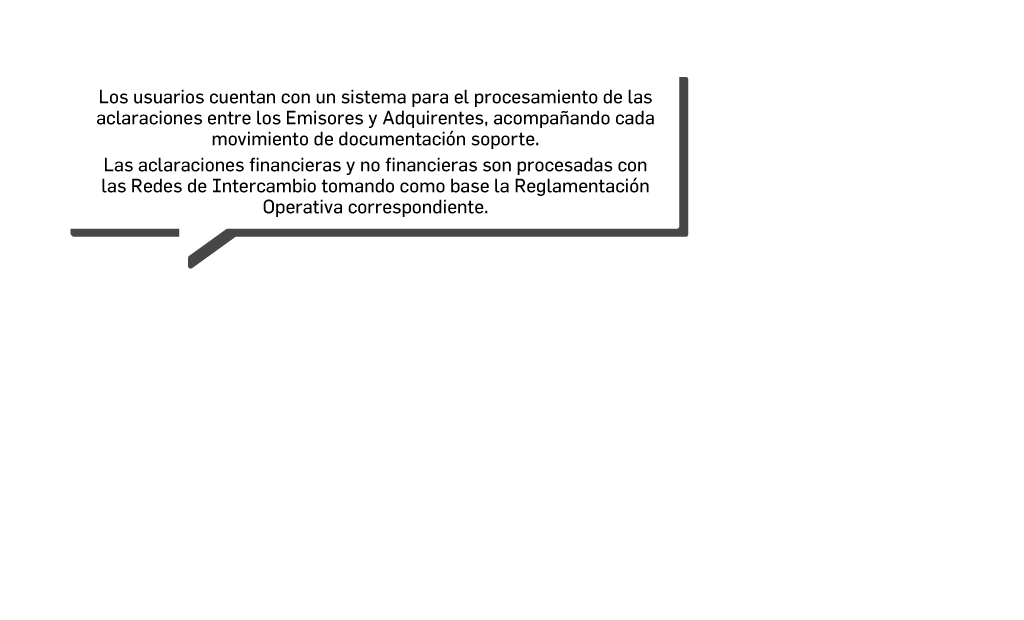 Los usuarios cuentan con un sistema para el procesamiento de las
aclaraciones entre los Emisores y Adquirentes, acompañando cada
movimiento de documentación soporte.
Las aclaraciones financieras y no financieras son procesadas con
las Redes de Intercambio tomando como base la Reglamentación
Operativa correspondiente.